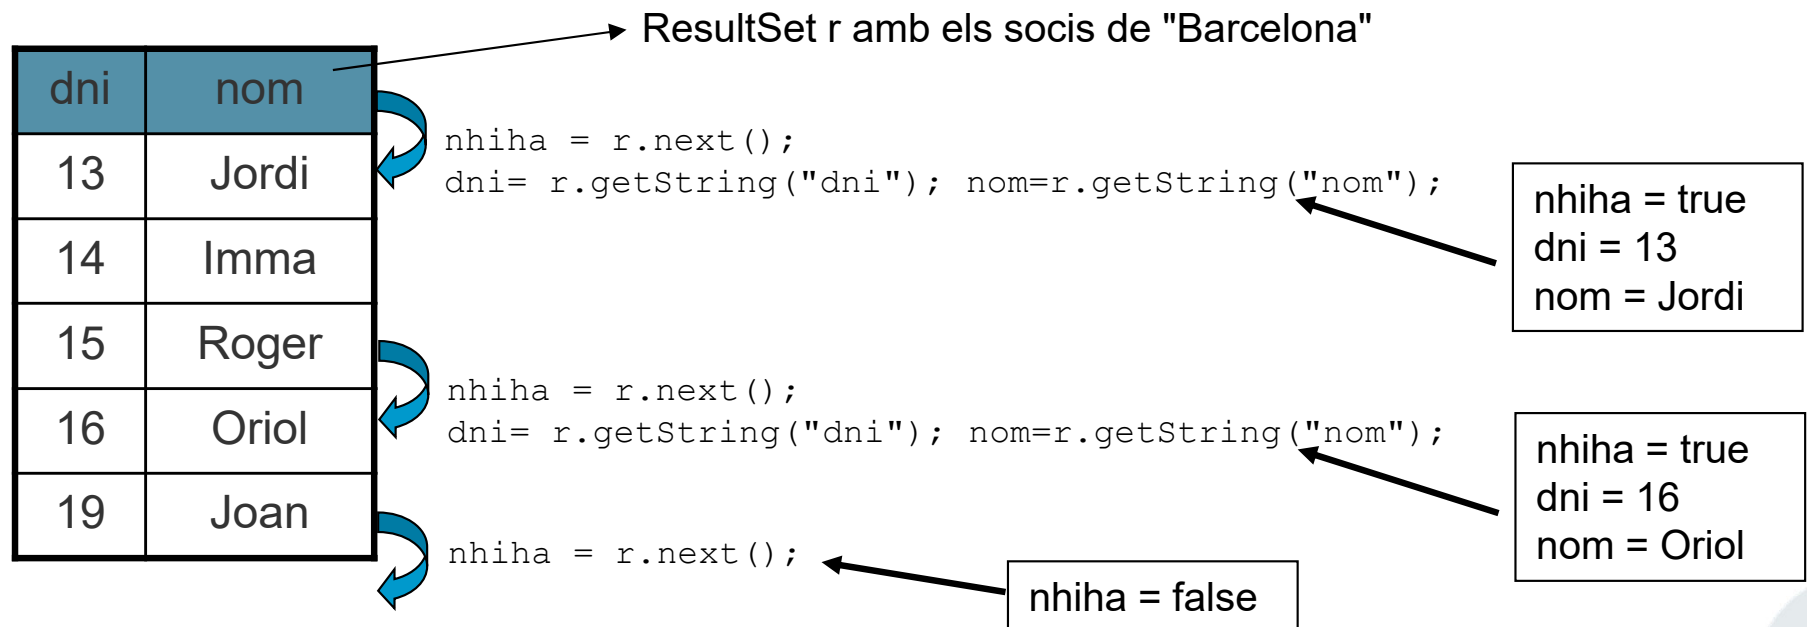 ResultSet r amb els socis de "Barcelona"
dni nom
13 Jordi
14 Imma
15 Roger
16 Oriol
19 Joan
nhiha = r.next();
dni= r.getString("dni"); nom=r.getString("nom");
nhiha = true
dni = 13
nom = Jordi
nhiha = r.next();
dni= r.getString("dni"); nom=r.getString("nom");
nhiha = true
dni = 16
nom = Oriol
nhiha = r.next();
nhiha = false